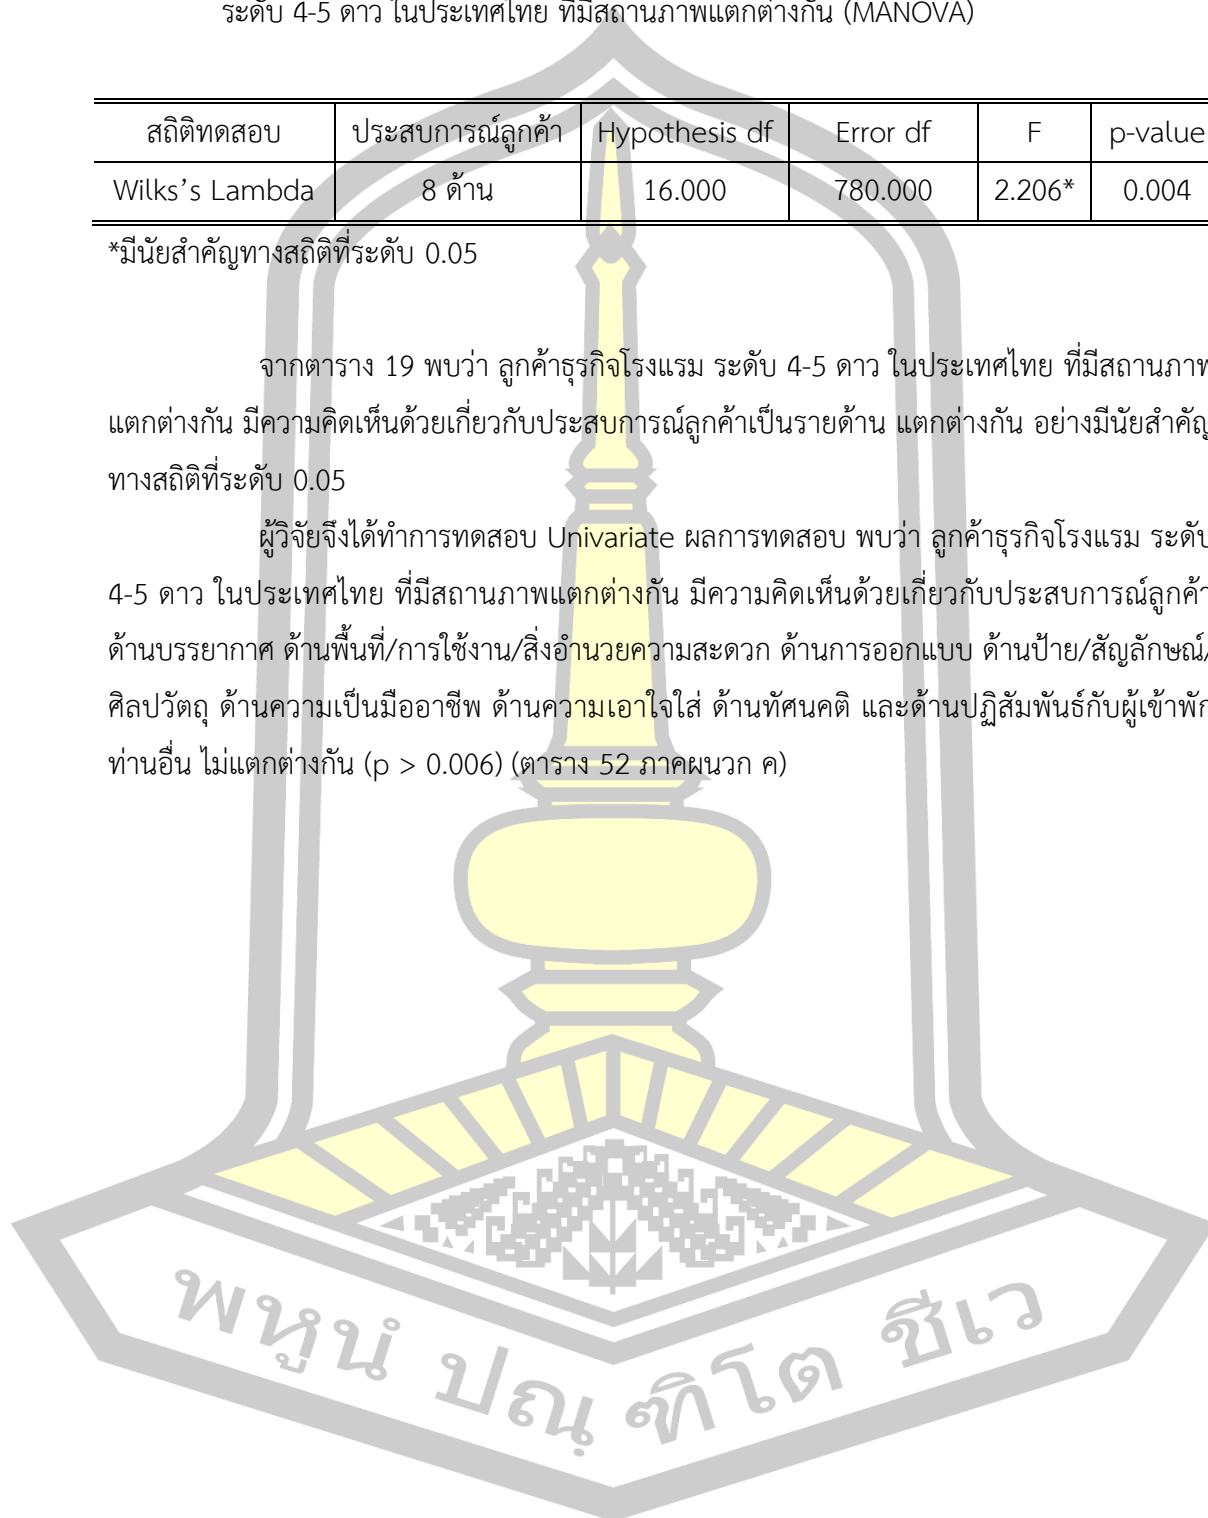 ระดับ 4-5 ดาว ในประเทศไทย ที่มีสถานภาพแตกต่างกัน (MANOVA)
สถิติทดสอบ ประสบการณ์ลูกค้า Hypothesis df Error df F p-value
Wilks’s Lambda 8 ด้าน 16.000 780.000 2.206* 0.004
*มีนัยสำคัญทางสถิติที่ระดับ 0.05
จากตาราง 19 พบว่า ลูกค้าธุรกิจโรงแรม ระดับ 4-5 ดาว ในประเทศไทย ที่มีสถานภาพ
แตกต่างกัน มีความคิดเห็นด้วยเกี่ยวกับประสบการณ์ลูกค้าเป็นรายด้าน แตกต่างกัน อย่างมีนัยสำคัญ
ทางสถิติที่ระดับ 0.05
ผู้วิจัยจึงได้ทำการทดสอบ Univariate ผลการทดสอบ พบว่า ลูกค้าธุรกิจโรงแรม ระดับ
4-5 ดาว ในประเทศไทย ที่มีสถานภาพแตกต่างกัน มีความคิดเห็นด้วยเกี่ยวกับประสบการณ์ลูกค้า
ด้านบรรยากาศ ด้านพื้นที่/การใช้งาน/สิ่งอำนวยความสะดวก ด้านการออกแบบ ด้านป้าย/สัญลักษณ์/
ศิลปวัตถุ ด้านความเป็นมืออาชีพ ด้านความเอาใจใส่ ด้านทัศนคติ และด้านปฏิสัมพันธ์กับผู้เข้าพัก
ท่านอื่น ไม่แตกต่างกัน (p > 0.006) (ตาราง 52 ภาคผนวก ค)
พหูนํ ปณฺฑิโต ชีเว